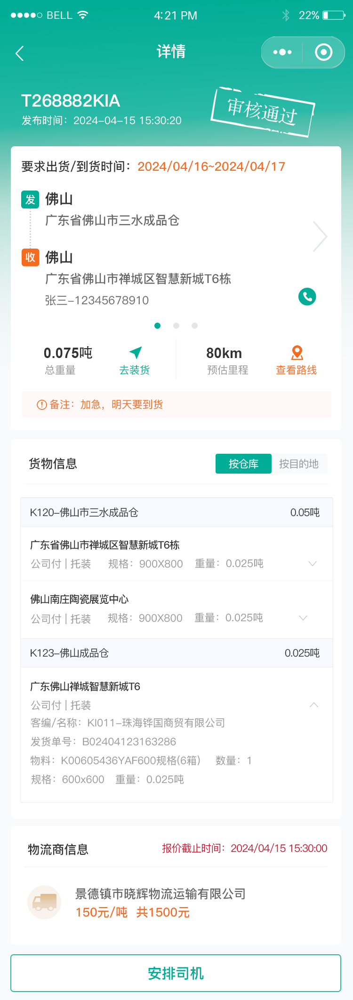 BELL 4:21 PM 22%
详情
T268882KIA
审核通过
发布时间：2024-04-15 15:30:20
要求出货/到货时间：2024/04/16~2024/04/17
发 佛山
广东省佛山市三水成品仓
收 佛山
广东省佛山市禅城区智慧新城T6栋
张三-12345678910
0.075吨 80km
总重量 去装货 预估里程 查看路线
备注：加急，明天要到货
货物信息 按仓库 按目的地
K120-佛山市三水成品仓 0.05吨
广东省佛山市禅城区智慧新城T6栋
公司付 | 托装 规格：900X800 重量：0.025吨
佛山南庄陶瓷展览中心
公司付 | 托装 规格：900X800 重量：0.025吨
K123-佛山成品仓 0.025吨
广东佛山禅城智慧新城T6
公司付 | 托装
客编/名称：KI011-珠海铧国商贸有限公司
发货单号：B02404123163286
物料：K00605436YAF600规格(6箱) 数量：1
规格：600x600 重量：0.025吨
物流商信息 报价截止时间：2024/04/15 15:30:00
景德镇市晓辉物流运输有限公司
150元/吨 共1500元
安排司机